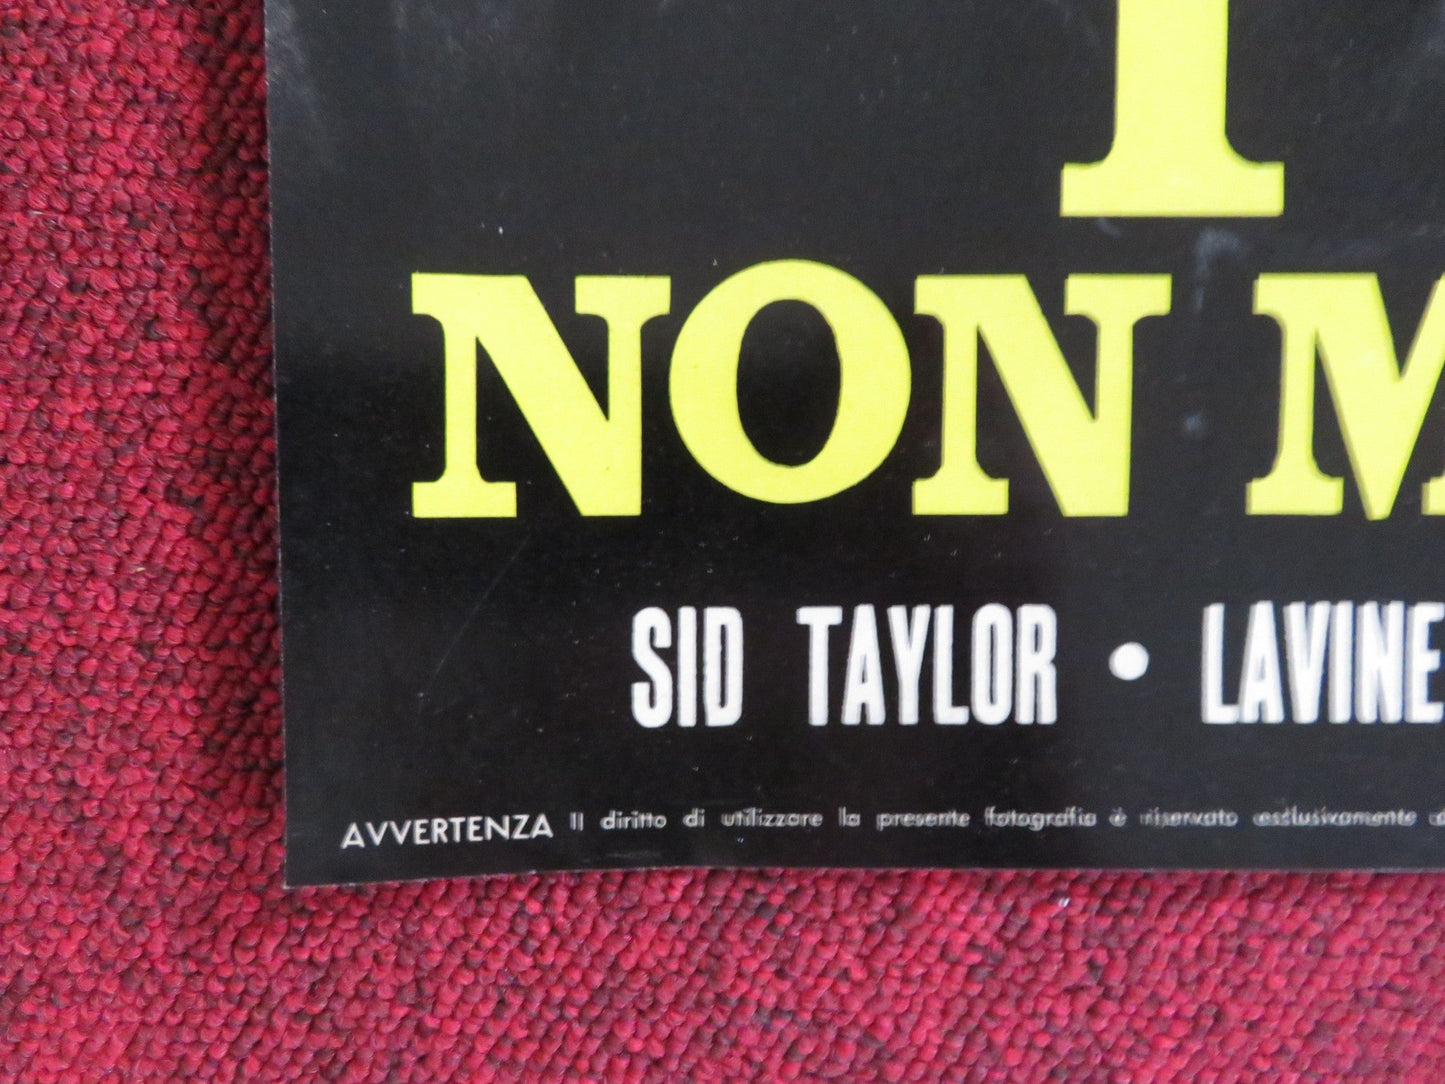 I
NON M
SID TAYLOR • LAVINE
AVVERTENZA Il diritto di utilizzare la presente fotografia è riservato esclusivamente